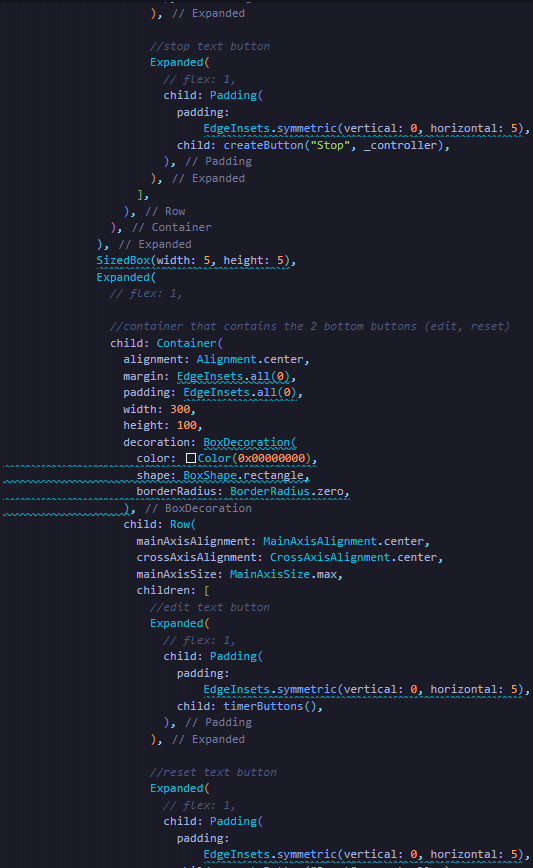 ), // Expanded
//stop text button
Expanded(
// flex: 1,
child: Padding(
padding:
EdgeInsets.symmetric(vertical: 0, horizontal: 5),
child: createButton("Stop", _controller),
), // Padding
), // Expanded
],
), // Row
), // Container
), // Expanded
SizedBox(width: 5, height: 5),
Expanded(
// flex: 1,
//container that contains the 2 bottom buttons (edit, reset)
child: Container(
alignment: Alignment.center,
margin: EdgeInsets.all(0),
padding: EdgeInsets.all(0),
width: 300,
height: 100,
decoration: BoxDecoration(
color: Color(0x00000000),
shape: BoxShape.rectangle,
borderRadius: BorderRadius.zero,
), // BoxDecoration
child: Row(
mainAxisAlignment: MainAxisAlignment.center,
crossAxisAlignment: CrossAxisAlignment.center,
mainAxisSize: MainAxisSize.max,
children: [
//edit text button
Expanded(
// flex: 1,
child: Padding(
padding:
EdgeInsets.symmetric(vertical: 0, horizontal: 5),
child: timerButtons(),
), // Padding
), // Expanded
//reset text button
Expanded(
// flex: 1,
child: Padding(
padding:
EdgeInsets.symmetric(vertical: 0, horizontal: 5),